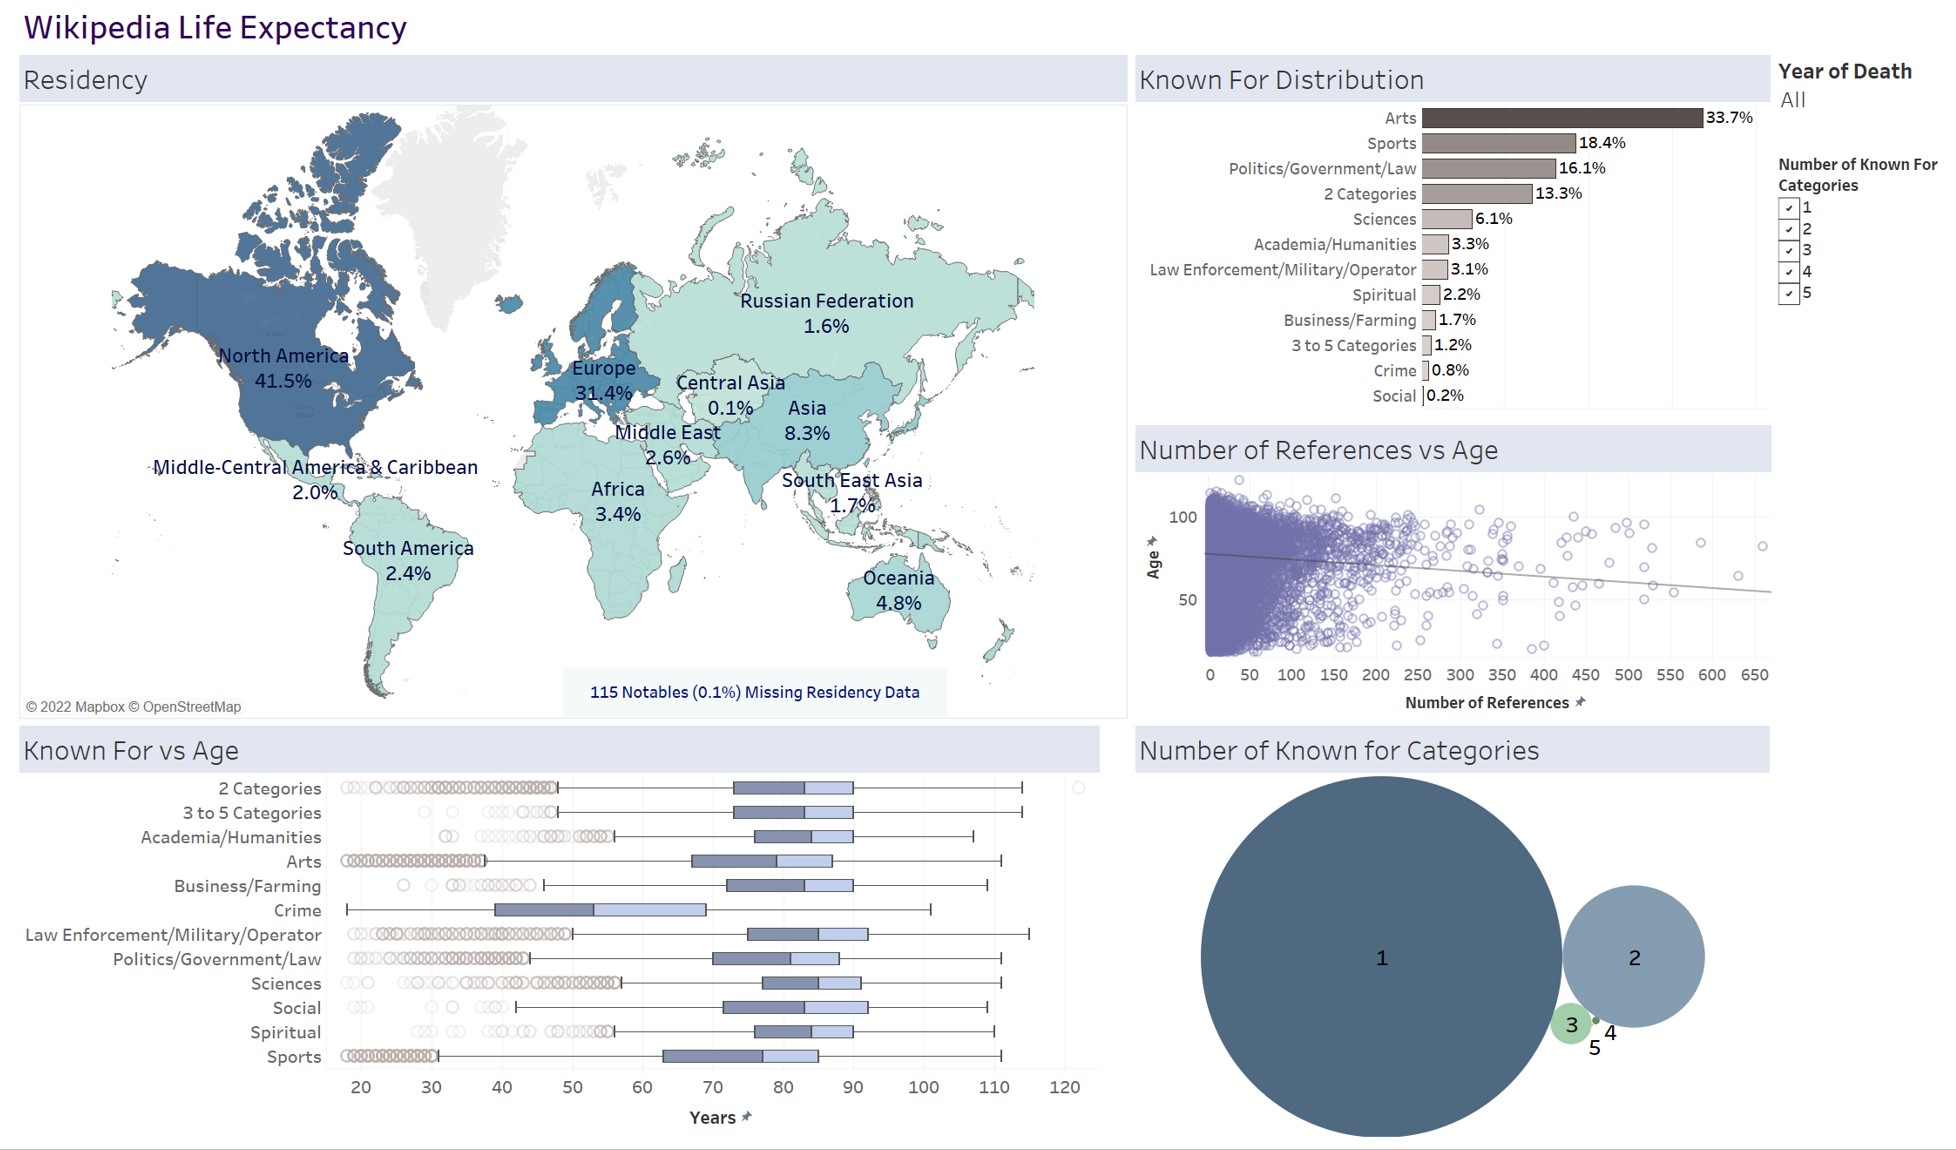 Wikipedia Life Expectancy
Residency
North America
41.5%
Middle-Central America & Caribbean
2.0%
South America
2.4%
Europe
31.4%
Russian Federation
1.6%
Central Asia
0.1%
Asia
8.3%
Middle East
2.6%
South East Asia
1.7%
Africa
3.4%
Oceania
4.8%
115 Notables (0.1%) Missing Residency Data
© 2022 Mapbox © OpenStreetMap
Known For Distribution
Arts 33.7%
Sports 18.4%
Politics/Government/Law 16.1%
2 Categories 13.3%
Sciences 6.1%
Academia/Humanities 3.3%
Law Enforcement/Military/Operator 3.1%
Spiritual 2.2%
Business/Farming 1.7%
3 to 5 Categories 1.2%
Crime 0.8%
Social 0.2%
Year of Death
All
Number of Known For
Categories
1
2
3
4
5
Number of References vs Age
Age
100
50
0 50 100 150 200 250 300 350 400 450 500 550 600 650
Number of References
Known For vs Age
2 Categories
3 to 5 Categories
Academia/Humanities
Arts
Business/Farming
Crime
Law Enforcement/Military/Operator
Politics/Government/Law
Sciences
Social
Spiritual
Sports
20 30 40 50 60 70 80 90 100 110 120
Years
Number of Known for Categories
1
2
3
4
5